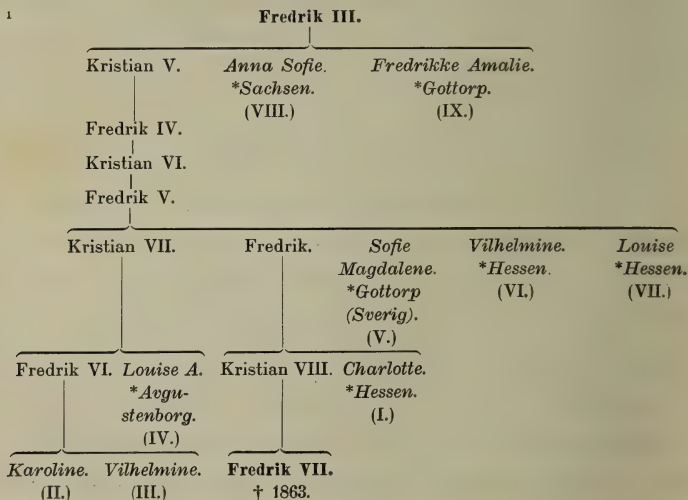 1
Fredrik III.
Kristian V. Anna Sofie. Fredrikke Amalie.
*Sachsen. *Gottorp.
(VIII.) (IX.)
Fredrik IV.
Kristian VI.
Fredrik V.
Kristian VII. Fredrik. Sofie Vilhelmine. Louise
Magdalene. *Hessen. *Hessen.
*Gottorp (VI.) (VII.)
(Sverig).
(V.)
Fredrik VI. Louise A. Kristian VIII. Charlotte.
*Avgu- *Hessen.
stenborg. (I.)
(IV.)
Karoline. Vilhelmine. Fredrik VII.
(II.) (III.) † 1863.